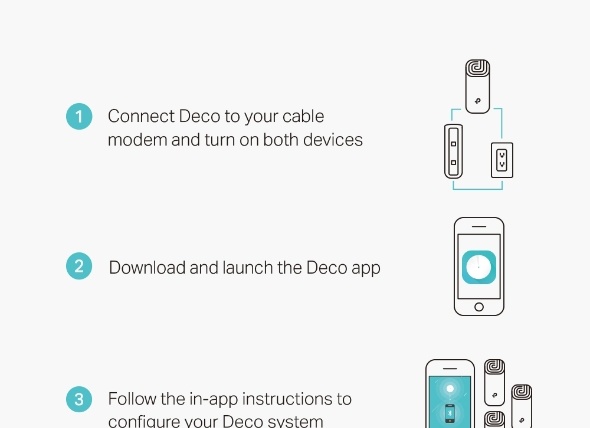 1 Connect Deco to your cable
modem and turn on both devices
2 Download and launch the Deco app
3 Follow the in-app instructions to
configure your Deco system